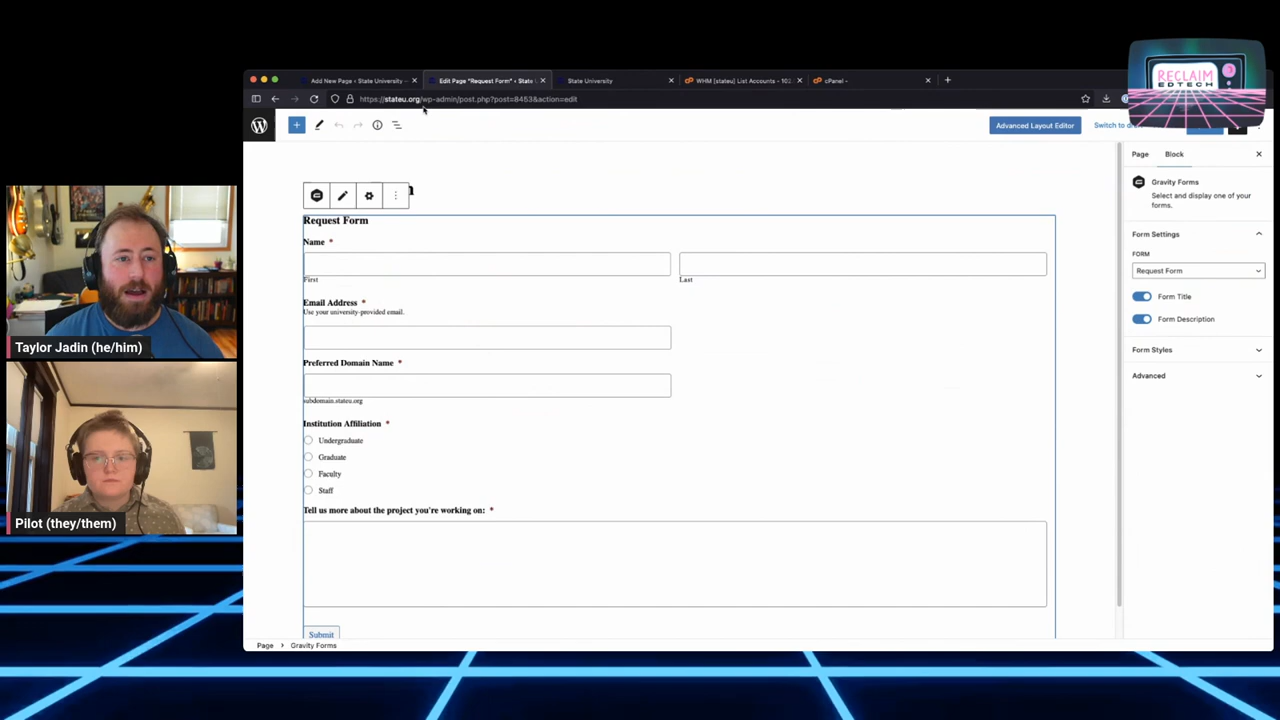 RECLAIM
EDTECH
Add New Page ‹ State University
Edit Page "Request Form" ‹ State
State University
WHM [stateu] List Accounts - 102.
cPanel -
https://stateu.org/wp-admin/post.php?post=8453&action=edit
Advanced Layout Editor
Switch to
Request Form
Name *
First
Last
Email Address *
Use your university-provided email.
Preferred Domain Name *
subdomain.stateu.org
Institution Affiliation *
Undergraduate
Graduate
Faculty
Staff
Tell us more about the project you're working on: *
Submit
Page › Gravity Forms
Page
Block
Gravity Forms
Select and display one of your
forms.
Form Settings
FORM
Request Form
Form Title
Form Description
Form Styles
Advanced
Taylor Jadin (he/him)
Pilot (they/them)